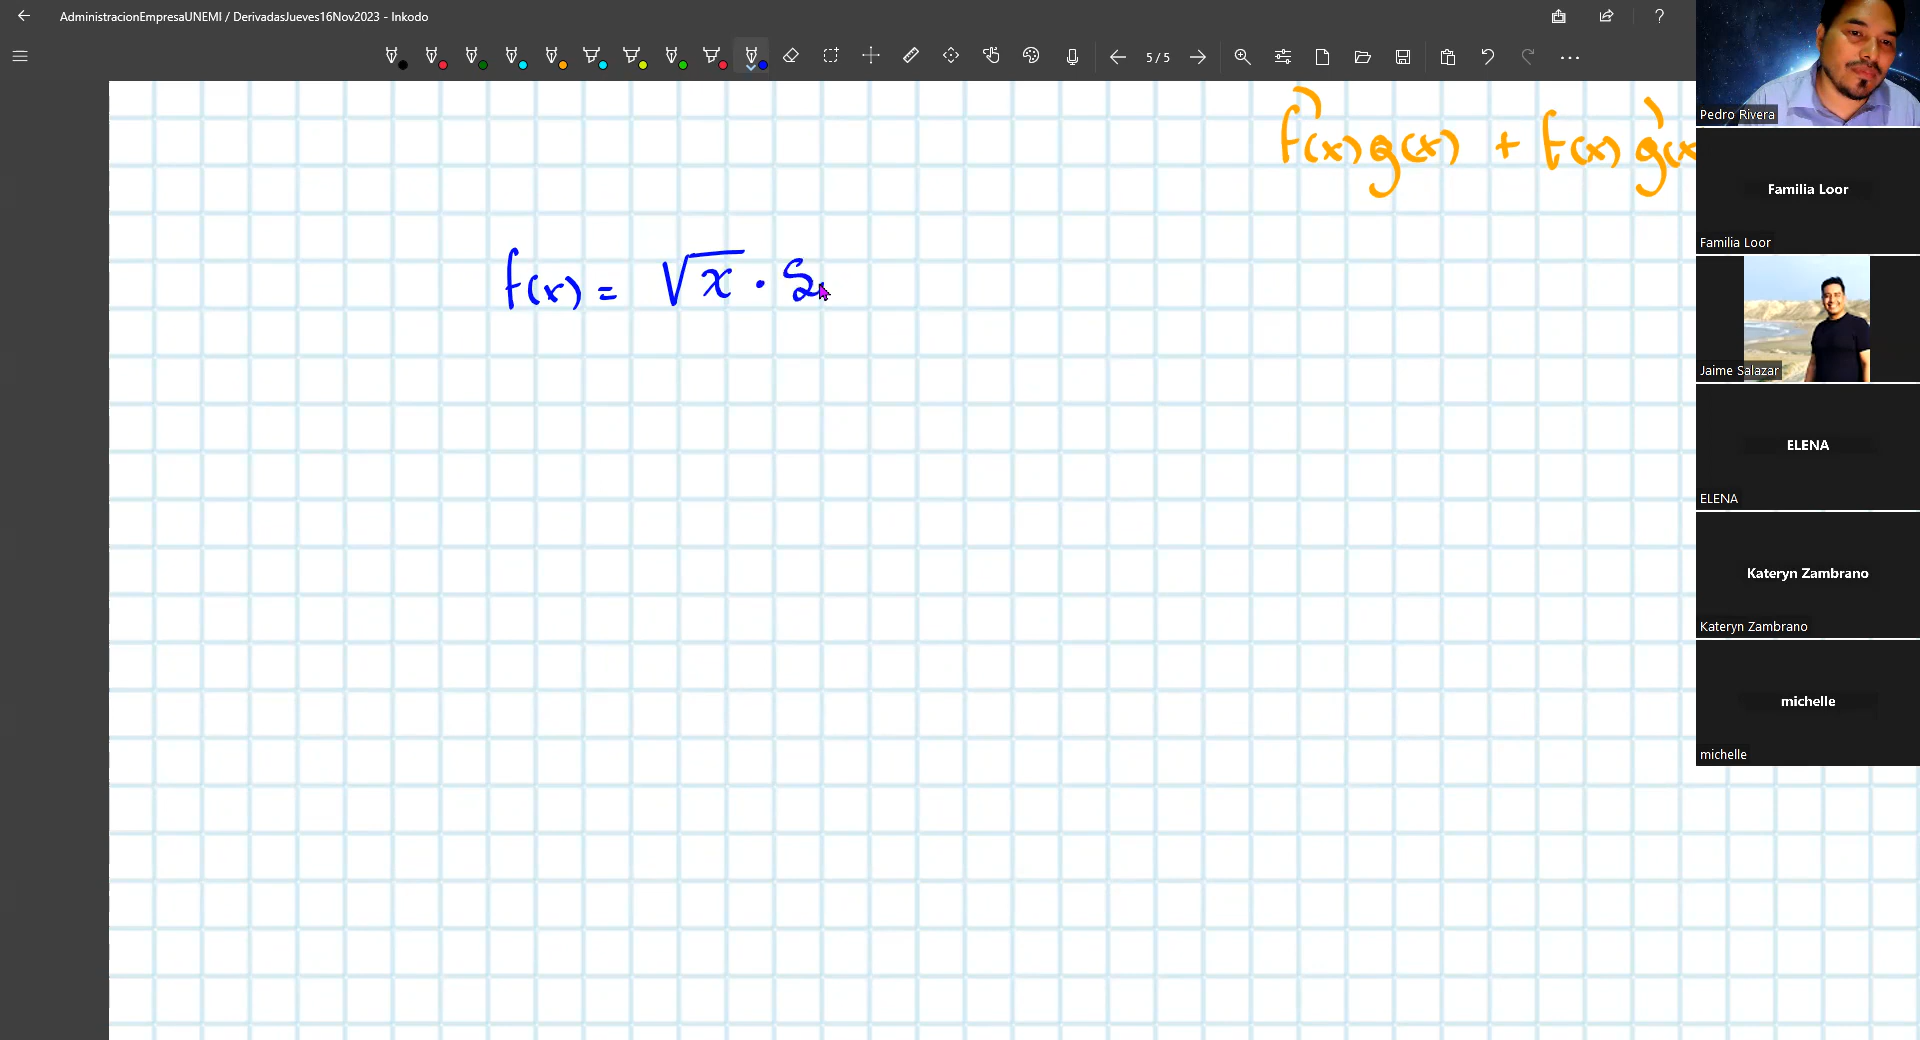 AdministracionEmpresaUNEMI / DerivadasJueves16Nov2023 - Inkodo
?
5 / 5
Pedro Rivera
f'(x)g(x) + f(x)g'(x
Familia Loor
Familia Loor
f(x) = √x ·
Jaime Salazar
ELENA
ELENA
Kateryn Zambrano
Kateryn Zambrano
michelle
michelle